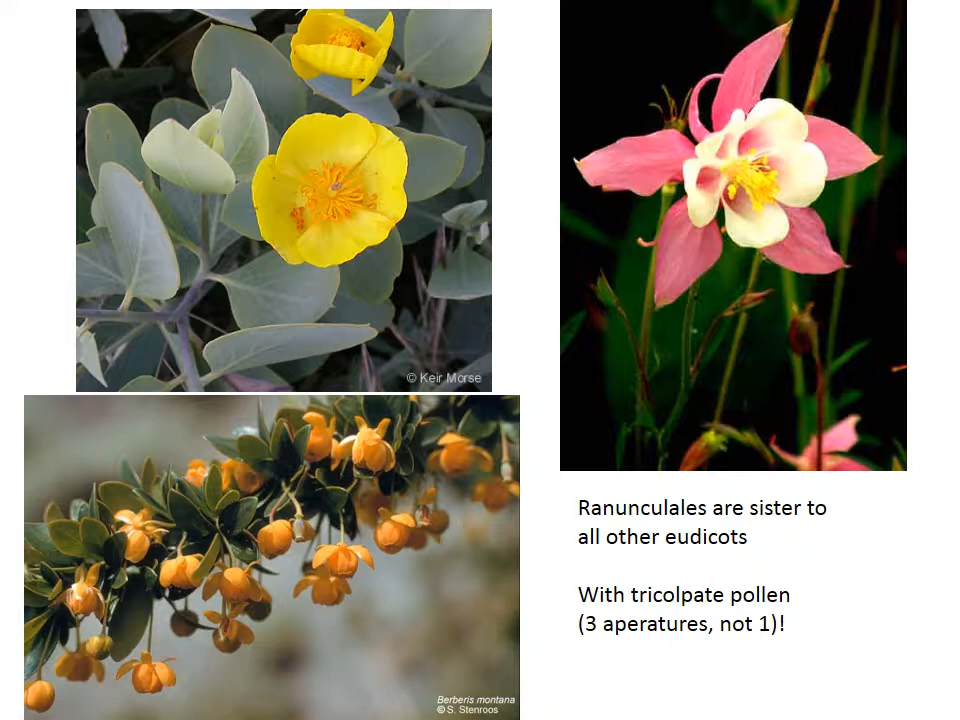 © Keir Morse
Ranunculales are sister to
all other eudicots
With tricolpate pollen
(3 aperatures, not 1)!
Berberis montana
© S. Stenroos